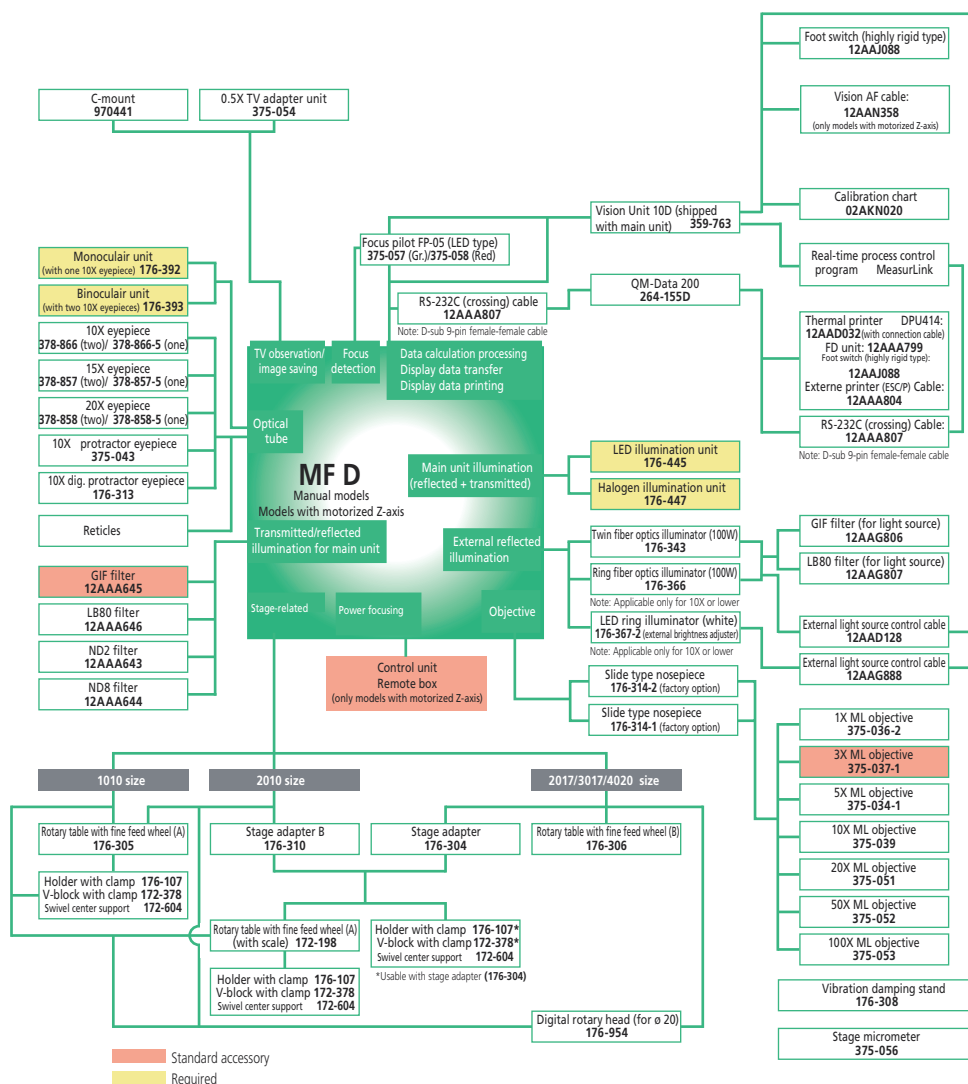 Foot switch (highly rigid type)
12AAJ088
C-mount
970441
0.5X TV adapter unit
375-054
Vision AF cable:
12AAN358
(only models with motorized Z-axis)
Calibration chart
02AKN020
Vision Unit 10D (shipped
with main unit) 359-763
Focus pilot FP-05 (LED type)
375-057 (Gr.)/375-058 (Red)
Real-time process control
program MeasurLink
Monoculair unit
(with one 10X eyepiece) 176-392
Binoculair unit
(with two 10X eyepieces) 176-393
RS-232C (crossing) cable
12AAA807
Note: D-sub 9-pin female-female cable
QM-Data 200
264-155D
10X eyepiece
378-866 (two)/ 378-866-5 (one)
15X eyepiece
378-857 (two)/ 378-857-5 (one)
20X eyepiece
378-858 (two)/ 378-858-5 (one)
10X protractor eyepiece
375-043
10X dig. protractor eyepiece
176-313
Reticles
Thermal printer DPU414:
12AAD032(with connection cable)
FD unit: 12AAA799
Foot switch (highly rigid type):
12AAJ088
Externe printer (ESC/P) Cable:
12AAA804
RS-232C (crossing) Cable:
12AAA807
Note: D-sub 9-pin female-female cable
TV observation/
image saving
Focus
detection
Data calculation processing
Display data transfer
Display data printing
Optical
tube
MF D
Manual models
Models with motorized Z-axis
Main unit illumination
(reflected + transmitted)
Transmitted/reflected
illumination for main unit
External reflected
illumination
Stage-related
Power focusing
Objective
LED illumination unit
176-445
Halogen illumination unit
176-447
Twin fiber optics illuminator (100W)
176-343
Ring fiber optics illuminator (100W)
176-366
Note: Applicable only for 10X or lower
LED ring illuminator (white)
176-367-2 (external brightness adjuster)
Note: Applicable only for 10X or lower
GIF filter (for light source)
12AAG806
LB80 filter (for light source)
12AAG807
External light source control cable
12AAD128
External light source control cable
12AAG888
GIF filter
12AAA645
LB80 filter
12AAA646
ND2 filter
12AAA643
ND8 filter
12AAA644
Control unit
Remote box
(only models with motorized Z-axis)
Slide type nosepiece
176-314-2 (factory option)
Slide type nosepiece
176-314-1 (factory option)
1X ML objective
375-036-2
3X ML objective
375-037-1
5X ML objective
375-034-1
10X ML objective
375-039
20X ML objective
375-051
50X ML objective
375-052
100X ML objective
375-053
1010 size
2010 size
2017/3017/4020 size
Rotary table with fine feed wheel (A)
176-305
Stage adapter B
176-310
Stage adapter
176-304
Rotary table with fine feed wheel (B)
176-306
Holder with clamp 176-107
V-block with clamp 172-378
Swivel center support 172-604
Rotary table with fine feed wheel (A)
(with scale) 172-198
Holder with clamp 176-107*
V-block with clamp 172-378*
Swivel center support 172-604
*Usable with stage adapter (176-304)
Holder with clamp 176-107
V-block with clamp 172-378
Swivel center support 172-604
Digital rotary head (for ø 20)
176-954
Vibration damping stand
176-308
Stage micrometer
375-056
Standard accessory
Required